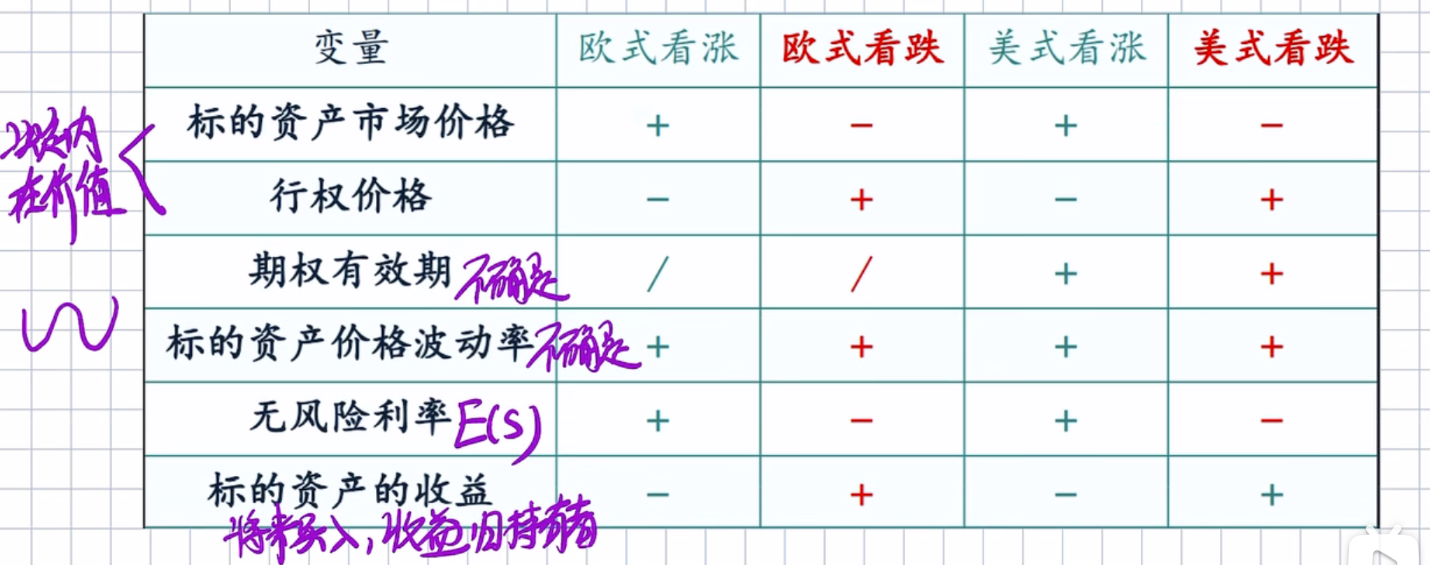 变量 欧式看涨 欧式看跌 美式看涨 美式看跌
标的资产市场价格 + − + −
决定内
在价值
行权价格 − + − +
期权有效期 不确定 / / + +
标的资产价格波动率 不确定 + + + +
无风险利率 E(S) + − + −
标的资产的收益 − + − +
将来买入，收益归持有者